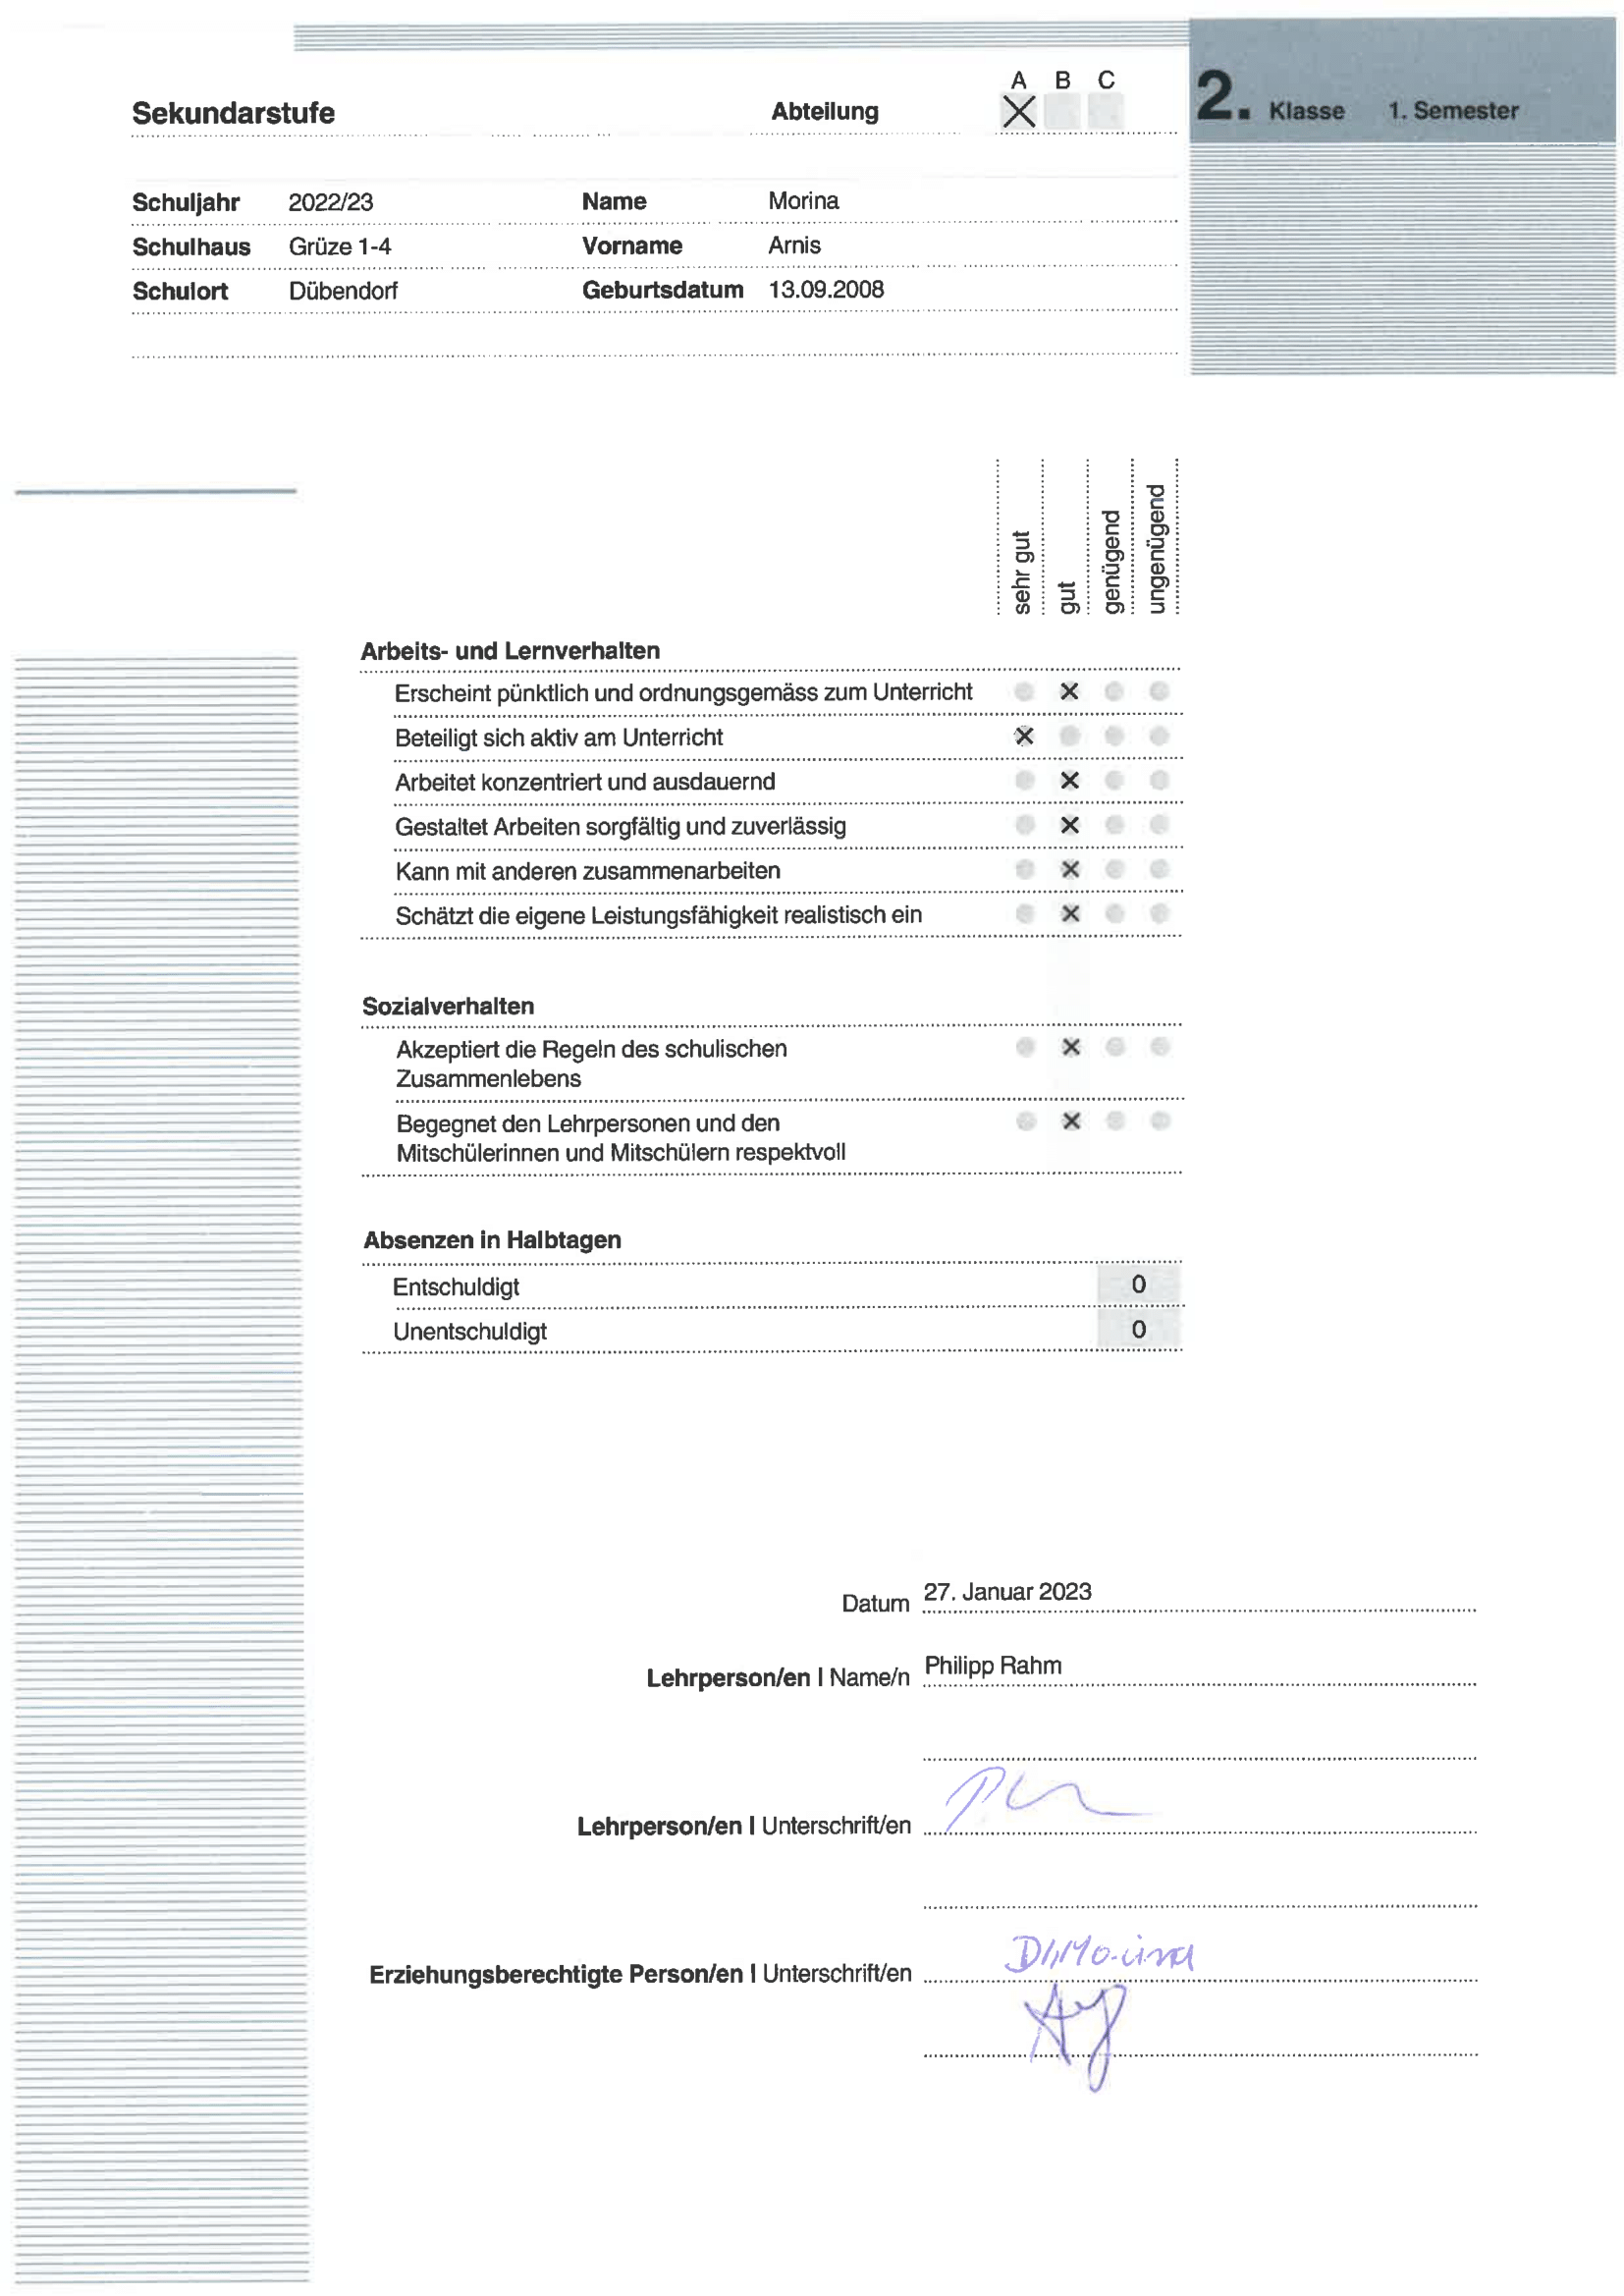 A B C
Sekundarstufe Abteilung X 2. Klasse 1. Semester
Schuljahr 2022/23 Name Morina
Schulhaus Grüze 1-4 Vorname Arnis
Schulort Dübendorf Geburtsdatum 13.09.2008
sehr gut
gut
genügend
ungenügend
Arbeits- und Lernverhalten
Erscheint pünktlich und ordnungsgemäss zum Unterricht X
Beteiligt sich aktiv am Unterricht X
Arbeitet konzentriert und ausdauernd X
Gestaltet Arbeiten sorgfältig und zuverlässig X
Kann mit anderen zusammenarbeiten X
Schätzt die eigene Leistungsfähigkeit realistisch ein X
Sozialverhalten
Akzeptiert die Regeln des schulischen X
Zusammenlebens
Begegnet den Lehrpersonen und den X
Mitschülerinnen und Mitschülern respektvoll
Absenzen in Halbtagen
Entschuldigt 0
Unentschuldigt 0
Datum 27. Januar 2023
Lehrperson/en | Name/n Philipp Rahm
Lehrperson/en | Unterschrift/en
Erziehungsberechtigte Person/en | Unterschrift/en